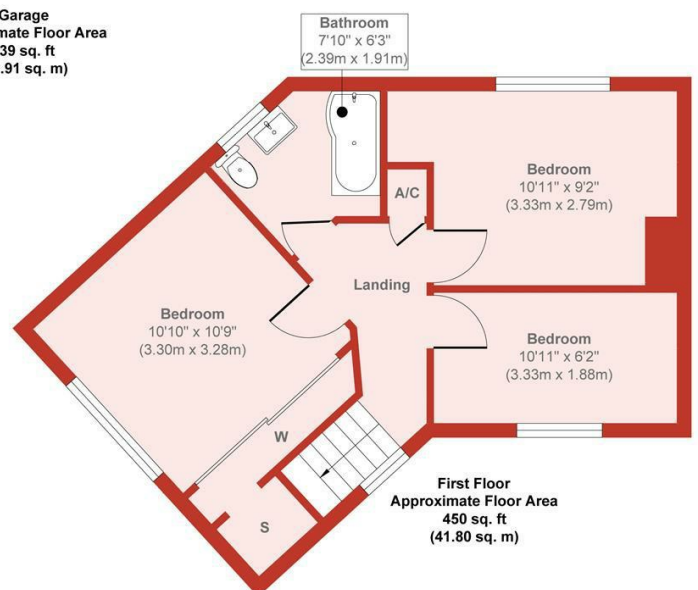 Garage
mate Floor Area
39 sq. ft
.91 sq. m)
Bathroom
7'10" x 6'3"
(2.39m x 1.91m)
Bedroom
10'11" x 9'2"
(3.33m x 2.79m)
A/C
Landing
Bedroom
10'10" x 10'9"
(3.30m x 3.28m)
Bedroom
10'11" x 6'2"
(3.33m x 1.88m)
W
S
First Floor
Approximate Floor Area
450 sq. ft
(41.80 sq. m)